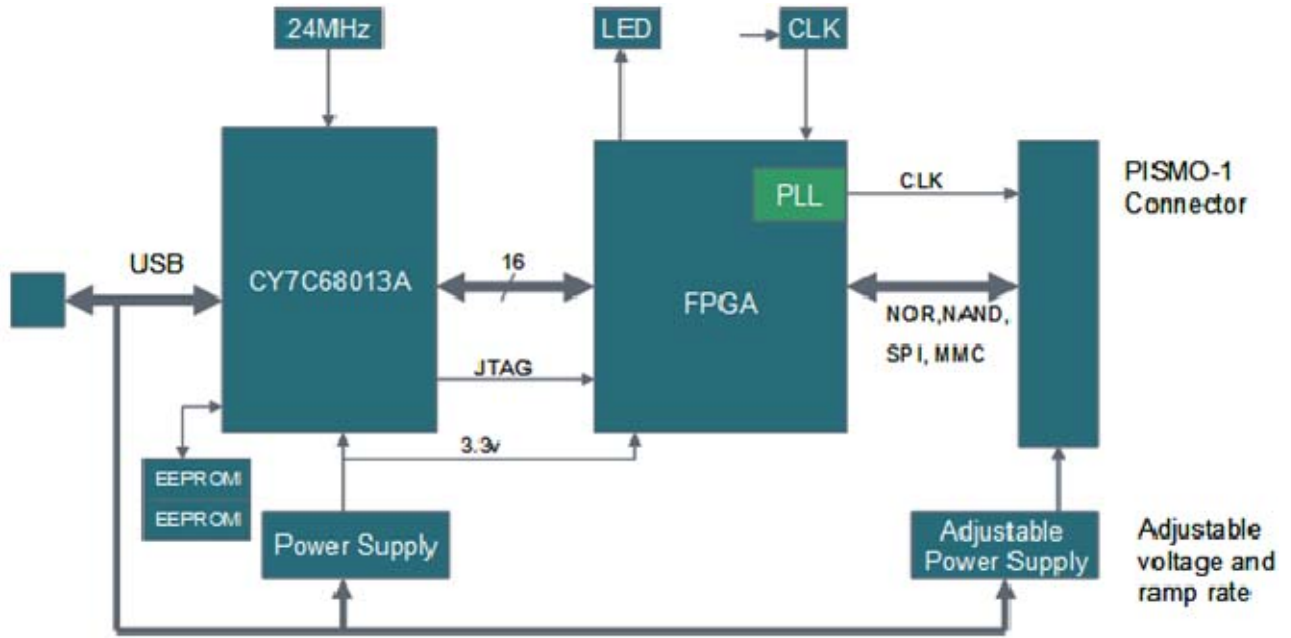 24MHz
LED
CLK
PISMO-1
Connector
PLL
CLK
USB
CY7C68013A
16
FPGA
NOR,NAND,
SPI, MMC
JTAG
3.3v
EEPROMI
EEPROMI
Power Supply
Adjustable
Power Supply
Adjustable
voltage and
ramp rate